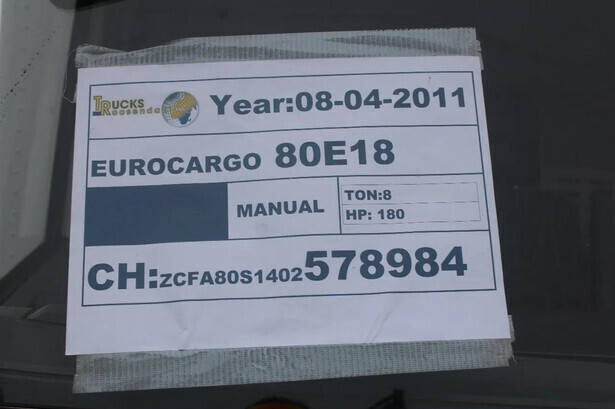 TRUCKS
Roosendaal
Year:08-04-2011
EUROCARGO 80E18
MANUAL
TON:8
HP: 180
CH:ZCFA80S1402578984